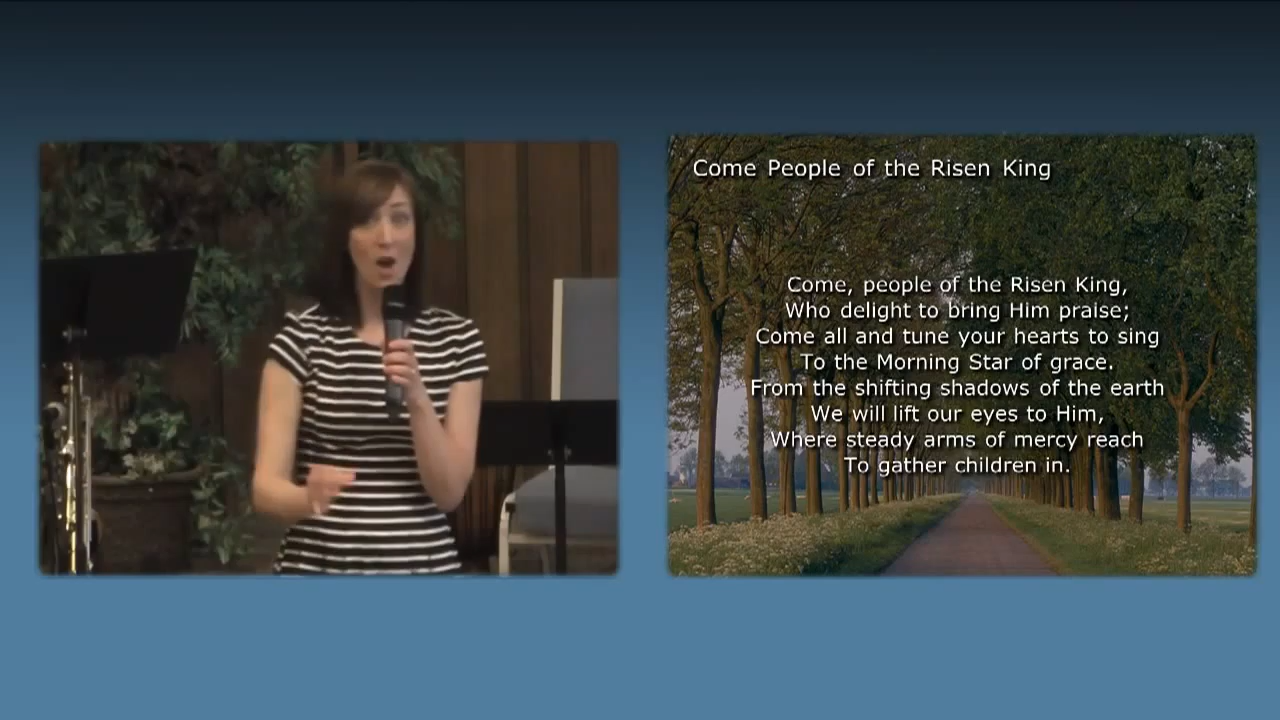 Come People of the Risen King
Come, people of the Risen King,
Who delight to bring Him praise;
Come all and tune your hearts to sing
To the Morning Star of grace.
From the shifting shadows of the earth
We will lift our eyes to Him,
Where steady arms of mercy reach
To gather children in.